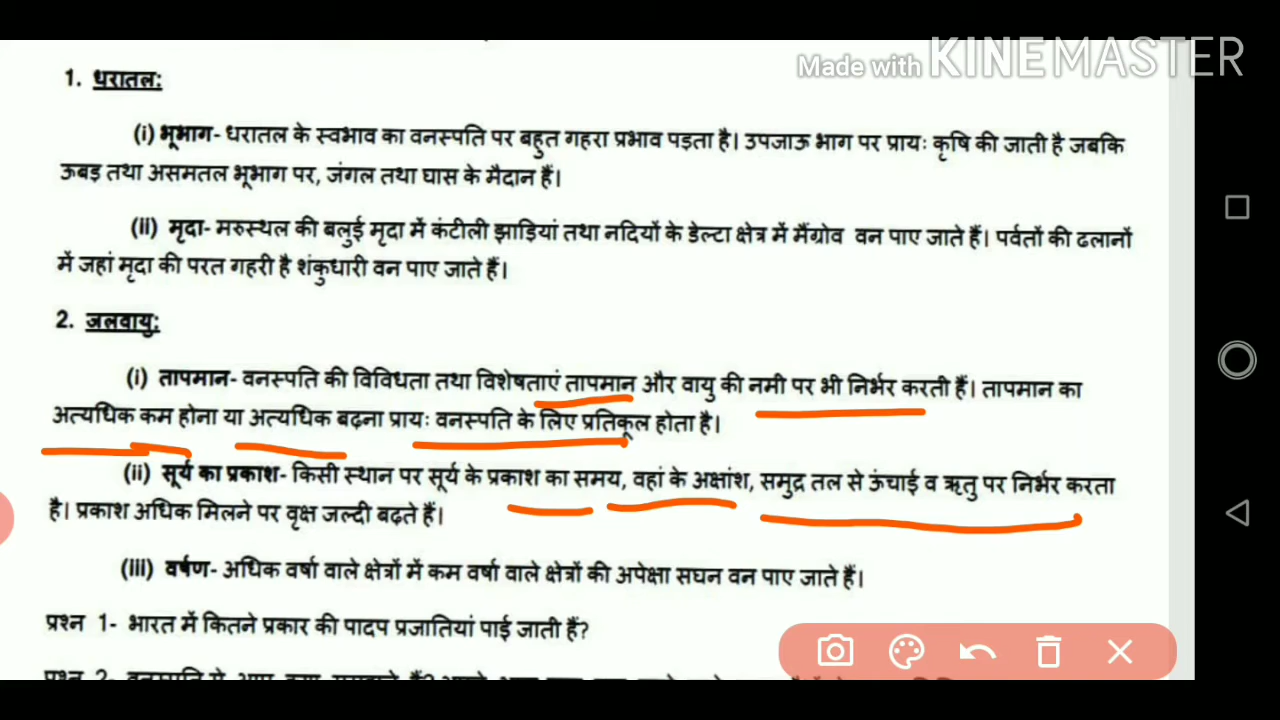 Made with KINEMASTER
1. धरातल:
(i) भूभाग- धरातल के स्वभाव का वनस्पति पर बहुत गहरा प्रभाव पड़ता है। उपजाऊ भाग पर प्रायः कृषि की जाती है जबकि
ऊबड़ तथा असमतल भूभाग पर, जंगल तथा घास के मैदान हैं।
(ii) मृदा- मरुस्थल की बलुई मृदा में कंटीली झाड़ियां तथा नदियों के डेल्टा क्षेत्र में मैंग्रोव वन पाए जाते हैं। पर्वतों की ढलानों
में जहां मृदा की परत गहरी है शंकुधारी वन पाए जाते हैं।
2. जलवायु:
(i) तापमान- वनस्पति की विविधता तथा विशेषताएं तापमान और वायु की नमी पर भी निर्भर करती हैं। तापमान का
अत्यधिक कम होना या अत्यधिक बढ़ना प्रायः वनस्पति के लिए प्रतिकूल होता है।
(ii) सूर्य का प्रकाश- किसी स्थान पर सूर्य के प्रकाश का समय, वहां के अक्षांश, समुद्र तल से ऊंचाई व ऋतु पर निर्भर करता
है। प्रकाश अधिक मिलने पर वृक्ष जल्दी बढ़ते हैं।
(iii) वर्षण- अधिक वर्षा वाले क्षेत्रों में कम वर्षा वाले क्षेत्रों की अपेक्षा सघन वन पाए जाते हैं।
प्रश्न 1- भारत में कितने प्रकार की पादप प्रजातियां पाई जाती हैं?
प्रश्न 2- वनस्पति से आप क्या